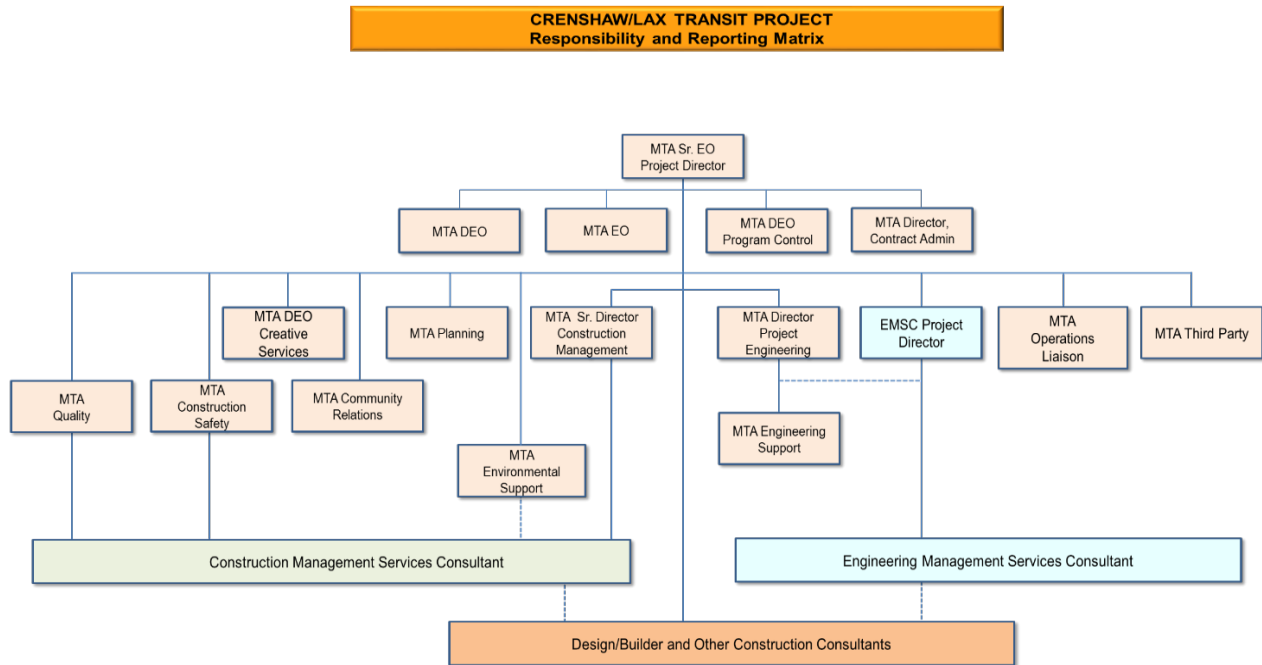 CRENSHAW/LAX TRANSIT PROJECT
Responsibility and Reporting Matrix
MTA Sr. EO
Project Director
MTA DEO
MTA EO
MTA DEO
Program Control
MTA Director,
Contract Admin
MTA DEO
Creative
Services
MTA Planning
MTA Sr. Director
Construction
Management
MTA Director
Project
Engineering
EMSC Project
Director
MTA
Operations
Liaison
MTA Third Party
MTA
Quality
MTA
Construction
Safety
MTA Community
Relations
MTA Engineering
Support
MTA
Environmental
Support
Construction Management Services Consultant
Engineering Management Services Consultant
Design/Builder and Other Construction Consultants